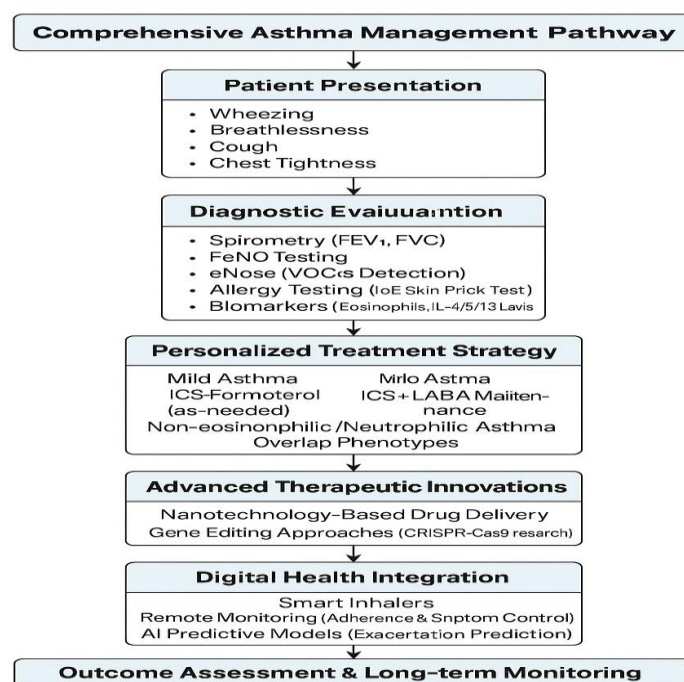 Comprehensive Asthma Management Pathway
Patient Presentation
• Wheezing
• Breathlessness
• Cough
• Chest Tightness
Diagnostic Evaiuuaımtion
• Spirometry (FEV₁, FVC)
• FeNO Testing
• eNose (VOCıs Detection)
• Allergy Testing (IoE Skin Prick Test)
• Blomarkers (Eosinophils, IL-4/5/13 Lavis
Personalized Treatment Strategy
Mild Asthma
ICS-Formoterol
(as-needed)
Mrlo Astma
ICS+LABA Maiiten-
nance
Non-eosinonphilic/Neutrophilic Asthma
Overlap Phenotypes
Advanced Therapeutic Innovations
Nanotechnology-Based Drug Delivery
Gene Editing Approaches (CRISPR-Cas9 resarch)
Digital Health Integration
Smart Inhalers
Remote Monitoring (Adherence & Snptom Control)
AI Predictive Models (Exacertation Prediction)
Outcome Assessment & Long-term Monitoring